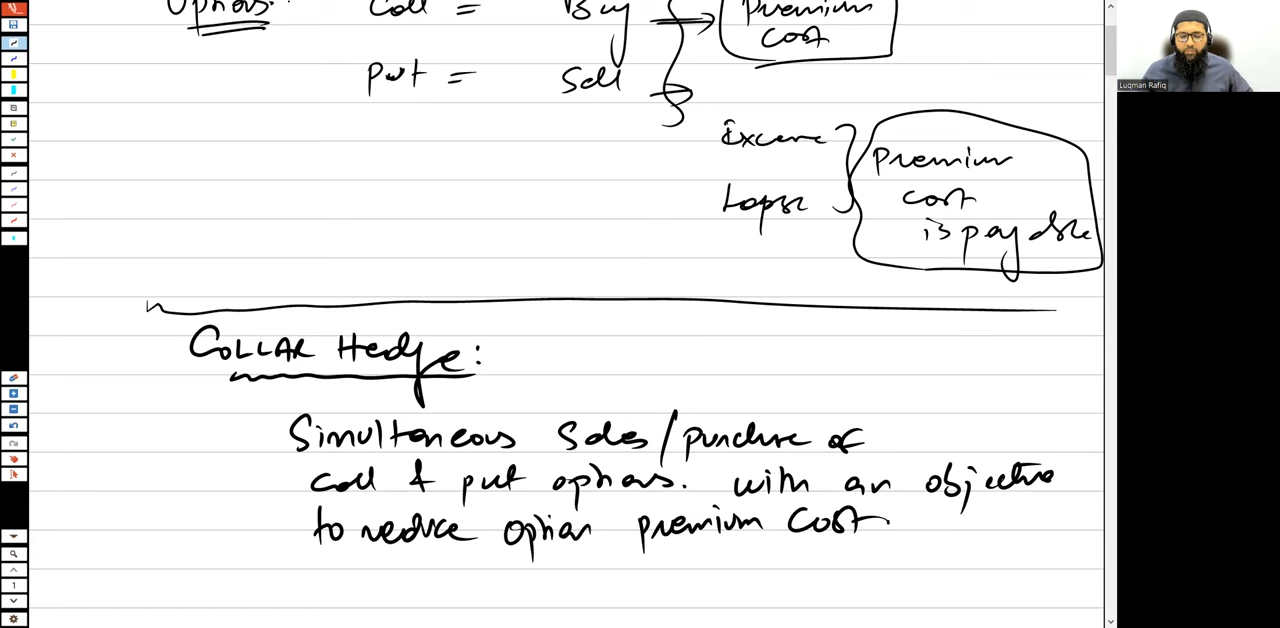 Options:
Call = Buy
Premium
cost
Put = Sell
Exercise
Lapse
Premium
cost
is payable
COLLAR Hedge:
Simultaneous Sales/purchase of
call & put options. with an objective
to reduce option premium cost
Luqman Rafiq
1